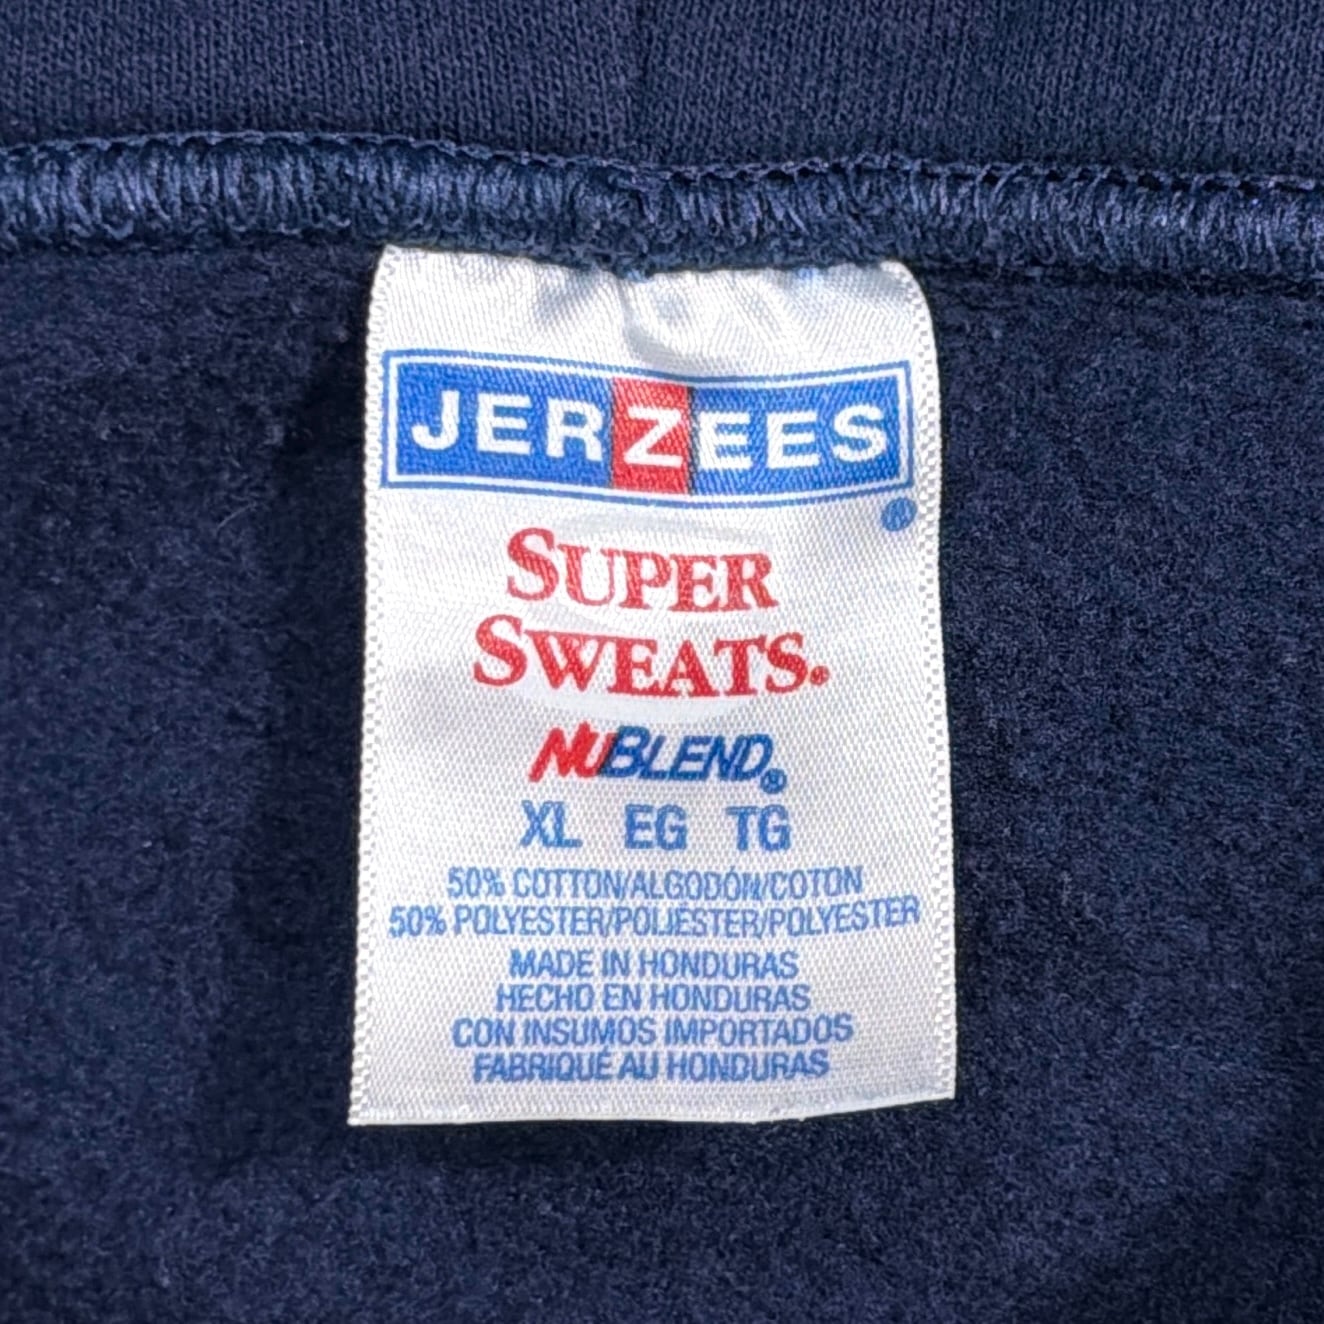 JERZEES®
SUPER
SWEATS®
NUBLEND®
XL EG TG
50% COTTON/ALGODÓN/COTON
50% POLYESTER/POLIÉSTER/POLYESTER
MADE IN HONDURAS
HECHO EN HONDURAS
CON INSUMOS IMPORTADOS
FABRIQUÉ AU HONDURAS